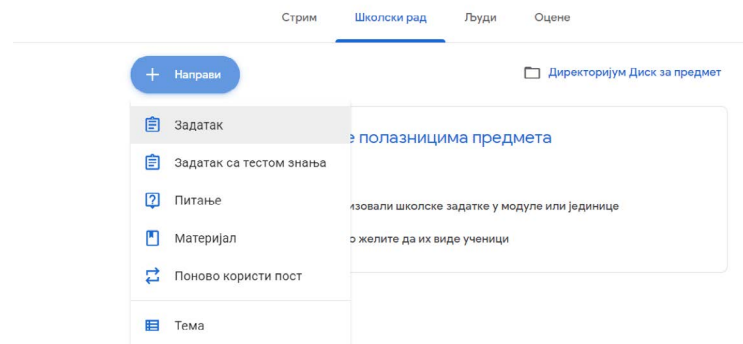 Стрим Школски рад Људи Оцене
Направи
Директоријум Диск за предмет
Задатак
е полазницима предмета
Задатак са тестом знања
Питање
изовали школске задатке у модуле или јединице
Материјал
о желите да их виде ученици
Поново користи пост
Тема